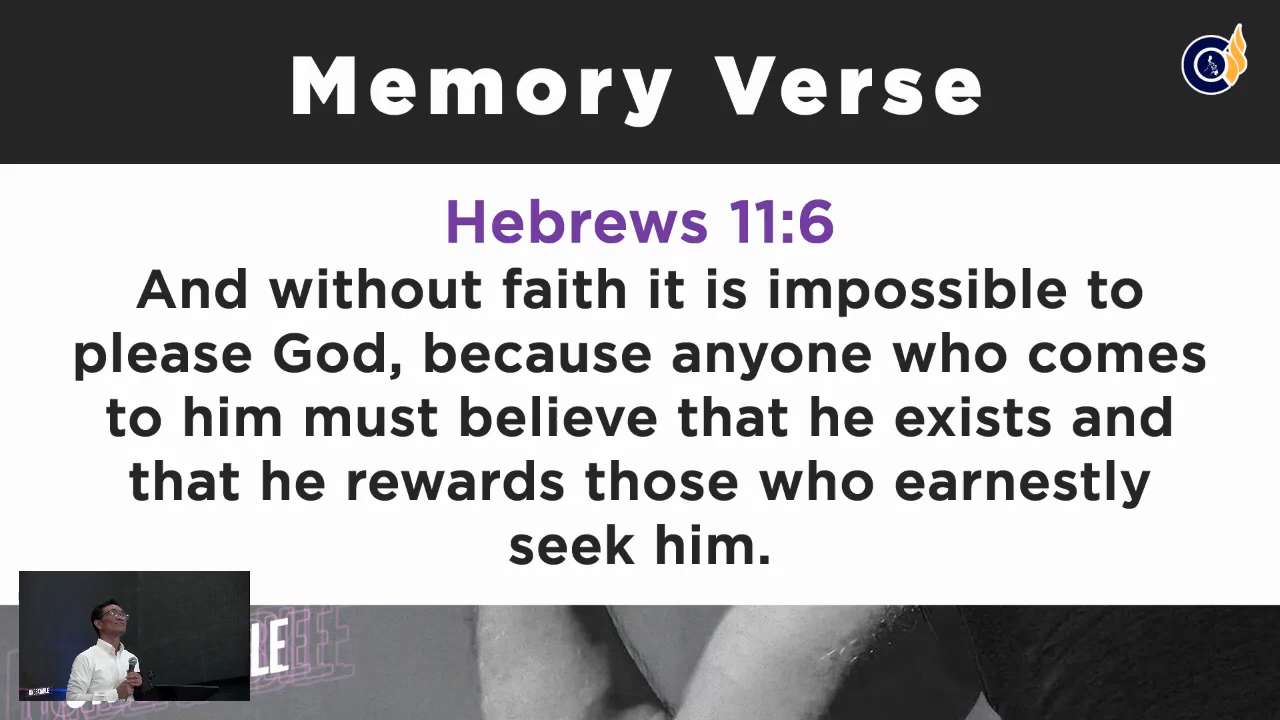 Memory Verse
Hebrews 11:6
And without faith it is impossible to
please God, because anyone who comes
to him must believe that he exists and
that he rewards those who earnestly
seek him.
LE